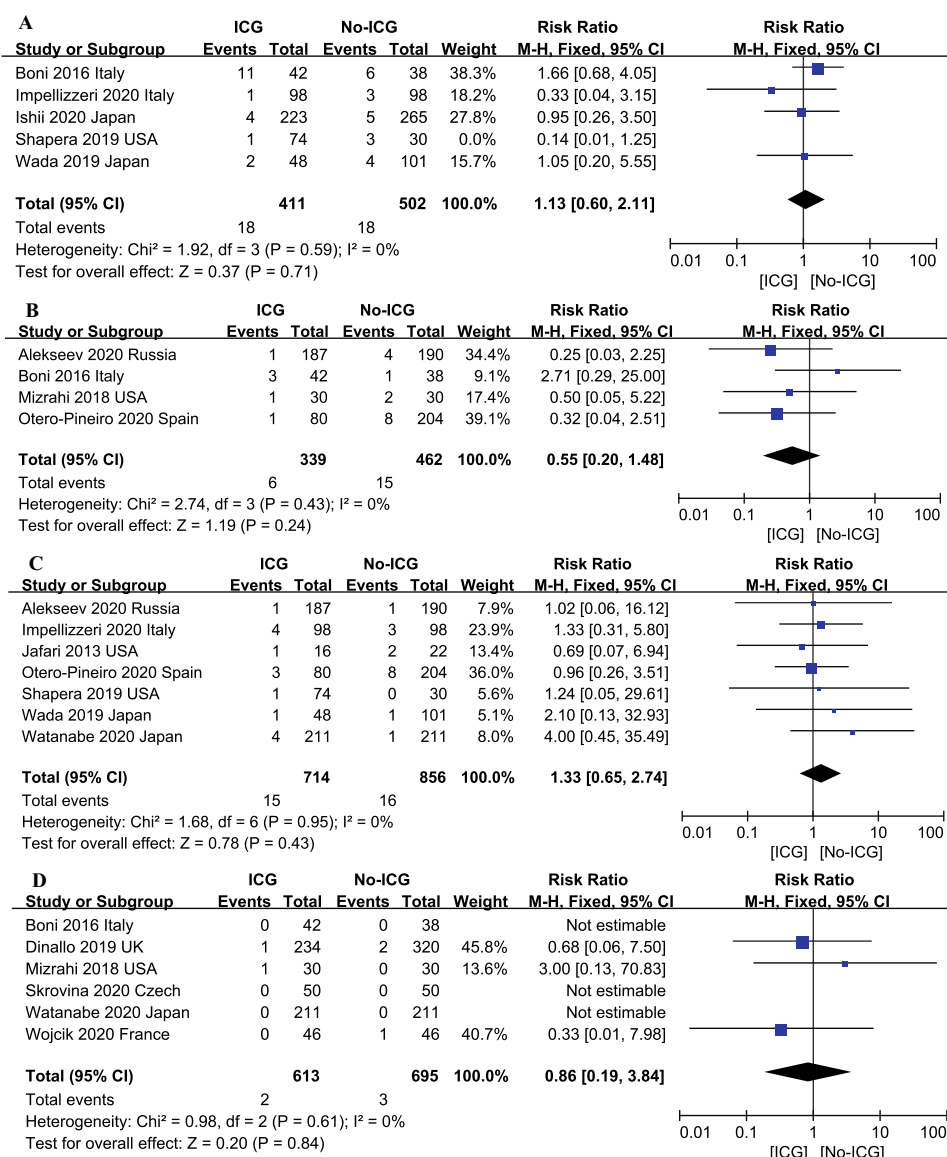 A ICG No-ICG Risk Ratio Risk Ratio
Study or Subgroup Events Total Events Total Weight M-H, Fixed, 95% CI M-H, Fixed, 95% CI
Boni 2016 Italy 11 42 6 38 38.3% 1.66 [0.68, 4.05]
Impellizzeri 2020 Italy 1 98 3 98 18.2% 0.33 [0.04, 3.15]
Ishii 2020 Japan 4 223 5 265 27.8% 0.95 [0.26, 3.50]
Shapera 2019 USA 1 74 3 30 0.0% 0.14 [0.01, 1.25]
Wada 2019 Japan 2 48 4 101 15.7% 1.05 [0.20, 5.55]
Total (95% CI) 411 502 100.0% 1.13 [0.60, 2.11]
Total events 18 18
Heterogeneity: Chi² = 1.92, df = 3 (P = 0.59); I² = 0%
Test for overall effect: Z = 0.37 (P = 0.71)
0.01 0.1 1 10 100
[ICG] [No-ICG]
B ICG No-ICG Risk Ratio Risk Ratio
Study or Subgroup Events Total Events Total Weight M-H, Fixed, 95% CI M-H, Fixed, 95% CI
Alekseev 2020 Russia 1 187 4 190 34.4% 0.25 [0.03, 2.25]
Boni 2016 Italy 3 42 1 38 9.1% 2.71 [0.29, 25.00]
Mizrahi 2018 USA 1 30 2 30 17.4% 0.50 [0.05, 5.22]
Otero-Pineiro 2020 Spain 1 80 8 204 39.1% 0.32 [0.04, 2.51]
Total (95% CI) 339 462 100.0% 0.55 [0.20, 1.48]
Total events 6 15
Heterogeneity: Chi² = 2.74, df = 3 (P = 0.43); I² = 0%
Test for overall effect: Z = 1.19 (P = 0.24)
0.01 0.1 1 10 100
[ICG] [No-ICG]
C ICG No-ICG Risk Ratio Risk Ratio
Study or Subgroup Events Total Events Total Weight M-H, Fixed, 95% CI M-H, Fixed, 95% CI
Alekseev 2020 Russia 1 187 1 190 7.9% 1.02 [0.06, 16.12]
Impellizzeri 2020 Italy 4 98 3 98 23.9% 1.33 [0.31, 5.80]
Jafari 2013 USA 1 16 2 22 13.4% 0.69 [0.07, 6.94]
Otero-Pineiro 2020 Spain 3 80 8 204 36.0% 0.96 [0.26, 3.51]
Shapera 2019 USA 1 74 0 30 5.6% 1.24 [0.05, 29.61]
Wada 2019 Japan 1 48 1 101 5.1% 2.10 [0.13, 32.93]
Watanabe 2020 Japan 4 211 1 211 8.0% 4.00 [0.45, 35.49]
Total (95% CI) 714 856 100.0% 1.33 [0.65, 2.74]
Total events 15 16
Heterogeneity: Chi² = 1.68, df = 6 (P = 0.95); I² = 0%
Test for overall effect: Z = 0.78 (P = 0.43)
0.01 0.1 1 10 100
[ICG] [No-ICG]
D ICG No-ICG Risk Ratio Risk Ratio
Study or Subgroup Events Total Events Total Weight M-H, Fixed, 95% CI M-H, Fixed, 95% CI
Boni 2016 Italy 0 42 0 38 Not estimable
Dinallo 2019 UK 1 234 2 320 45.8% 0.68 [0.06, 7.50]
Mizrahi 2018 USA 1 30 0 30 13.6% 3.00 [0.13, 70.83]
Skrovina 2020 Czech 0 50 0 50 Not estimable
Watanabe 2020 Japan 0 211 0 211 Not estimable
Wojcik 2020 France 0 46 1 46 40.7% 0.33 [0.01, 7.98]
Total (95% CI) 613 695 100.0% 0.86 [0.19, 3.84]
Total events 2 3
Heterogeneity: Chi² = 0.98, df = 2 (P = 0.61); I² = 0%
Test for overall effect: Z = 0.20 (P = 0.84)
0.01 0.1 1 10 100
[ICG] [No-ICG]